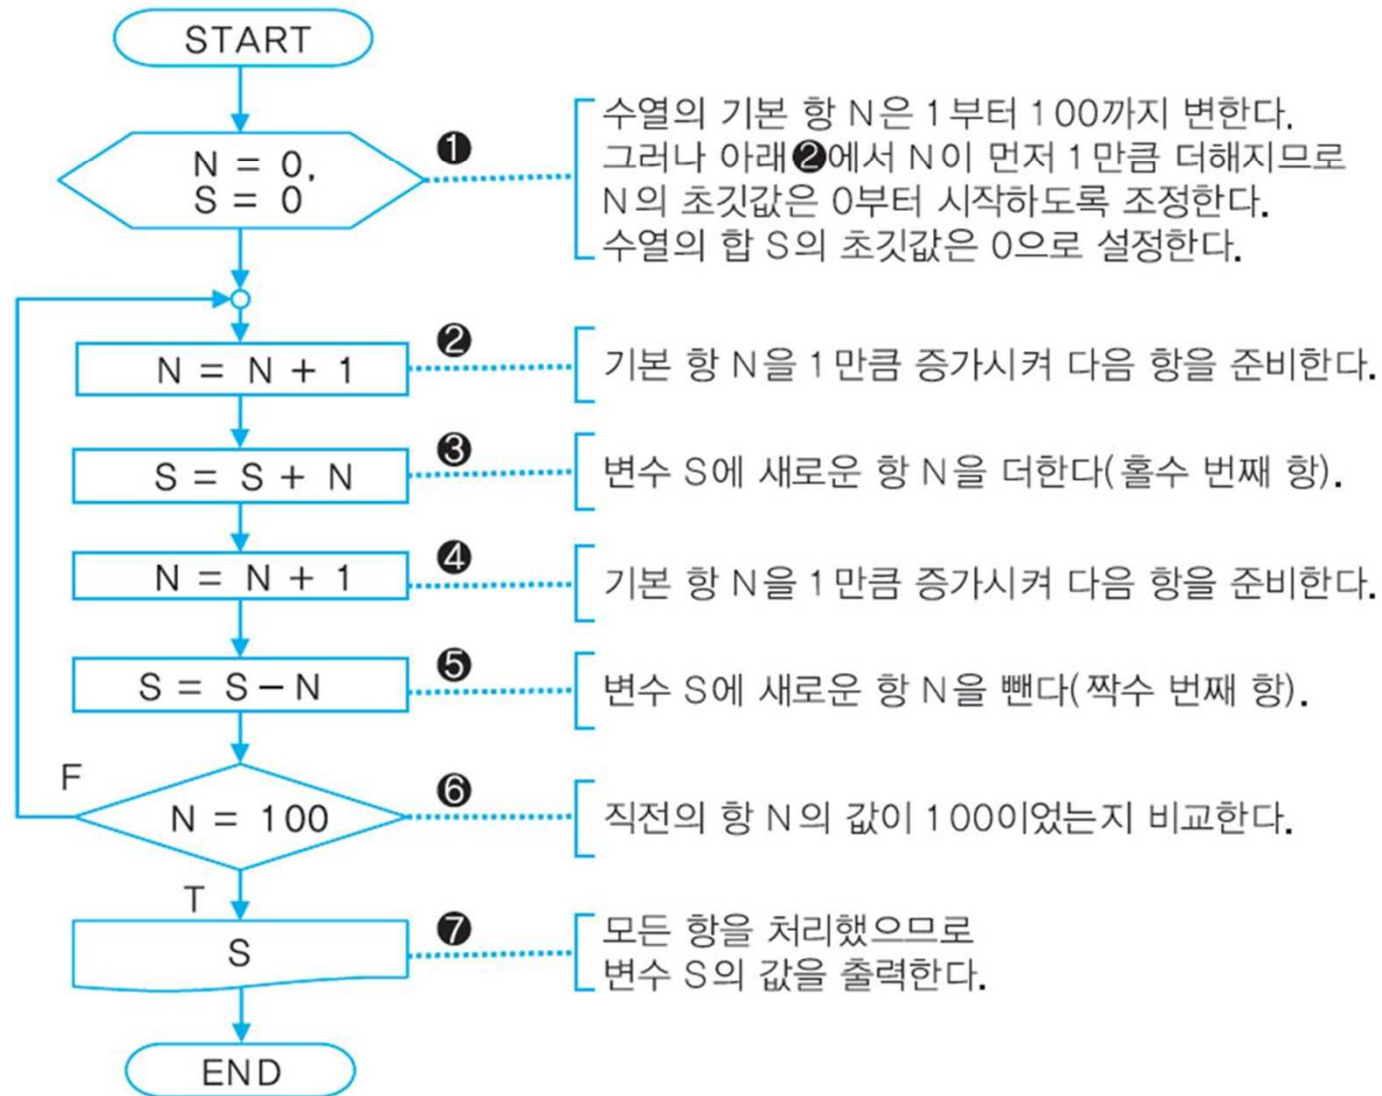 START
N = 0,
S = 0
❶
수열의 기본 항 N은 1부터 100까지 변한다.
그러나 아래❷에서 N이 먼저 1만큼 더해지므로
N의 초깃값은 0부터 시작하도록 조정한다.
수열의 합 S의 초깃값은 0으로 설정한다.
N = N + 1
❷
기본 항 N을 1만큼 증가시켜 다음 항을 준비한다.
S = S + N
❸
변수 S에 새로운 항 N을 더한다(홀수 번째 항).
N = N + 1
❹
기본 항 N을 1만큼 증가시켜 다음 항을 준비한다.
S = S - N
❺
변수 S에 새로운 항 N을 뺀다(짝수 번째 항).
F
N = 100
❻
직전의 항 N의 값이 100이었는지 비교한다.
T
S
❼
모든 항을 처리했으므로
변수 S의 값을 출력한다.
END